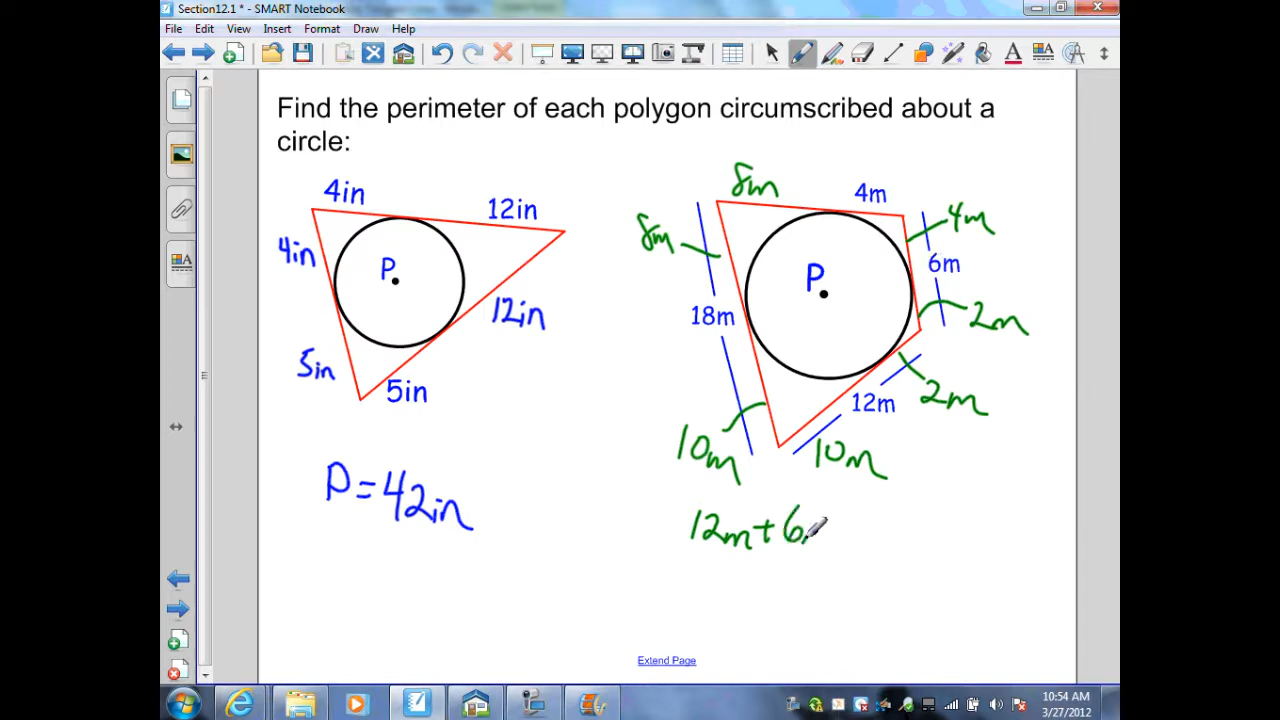 Section12.1 * - SMART Notebook
File Edit View Insert Format Draw Help
Find the perimeter of each polygon circumscribed about a
circle:
4in
12in
4in
P
12in
5in
5in
P=42in
8m
4m
8m
4m
P
6m
18m
2m
12m
2m
10m
10m
12m+6
Extend Page
10:54 AM
3/27/2012